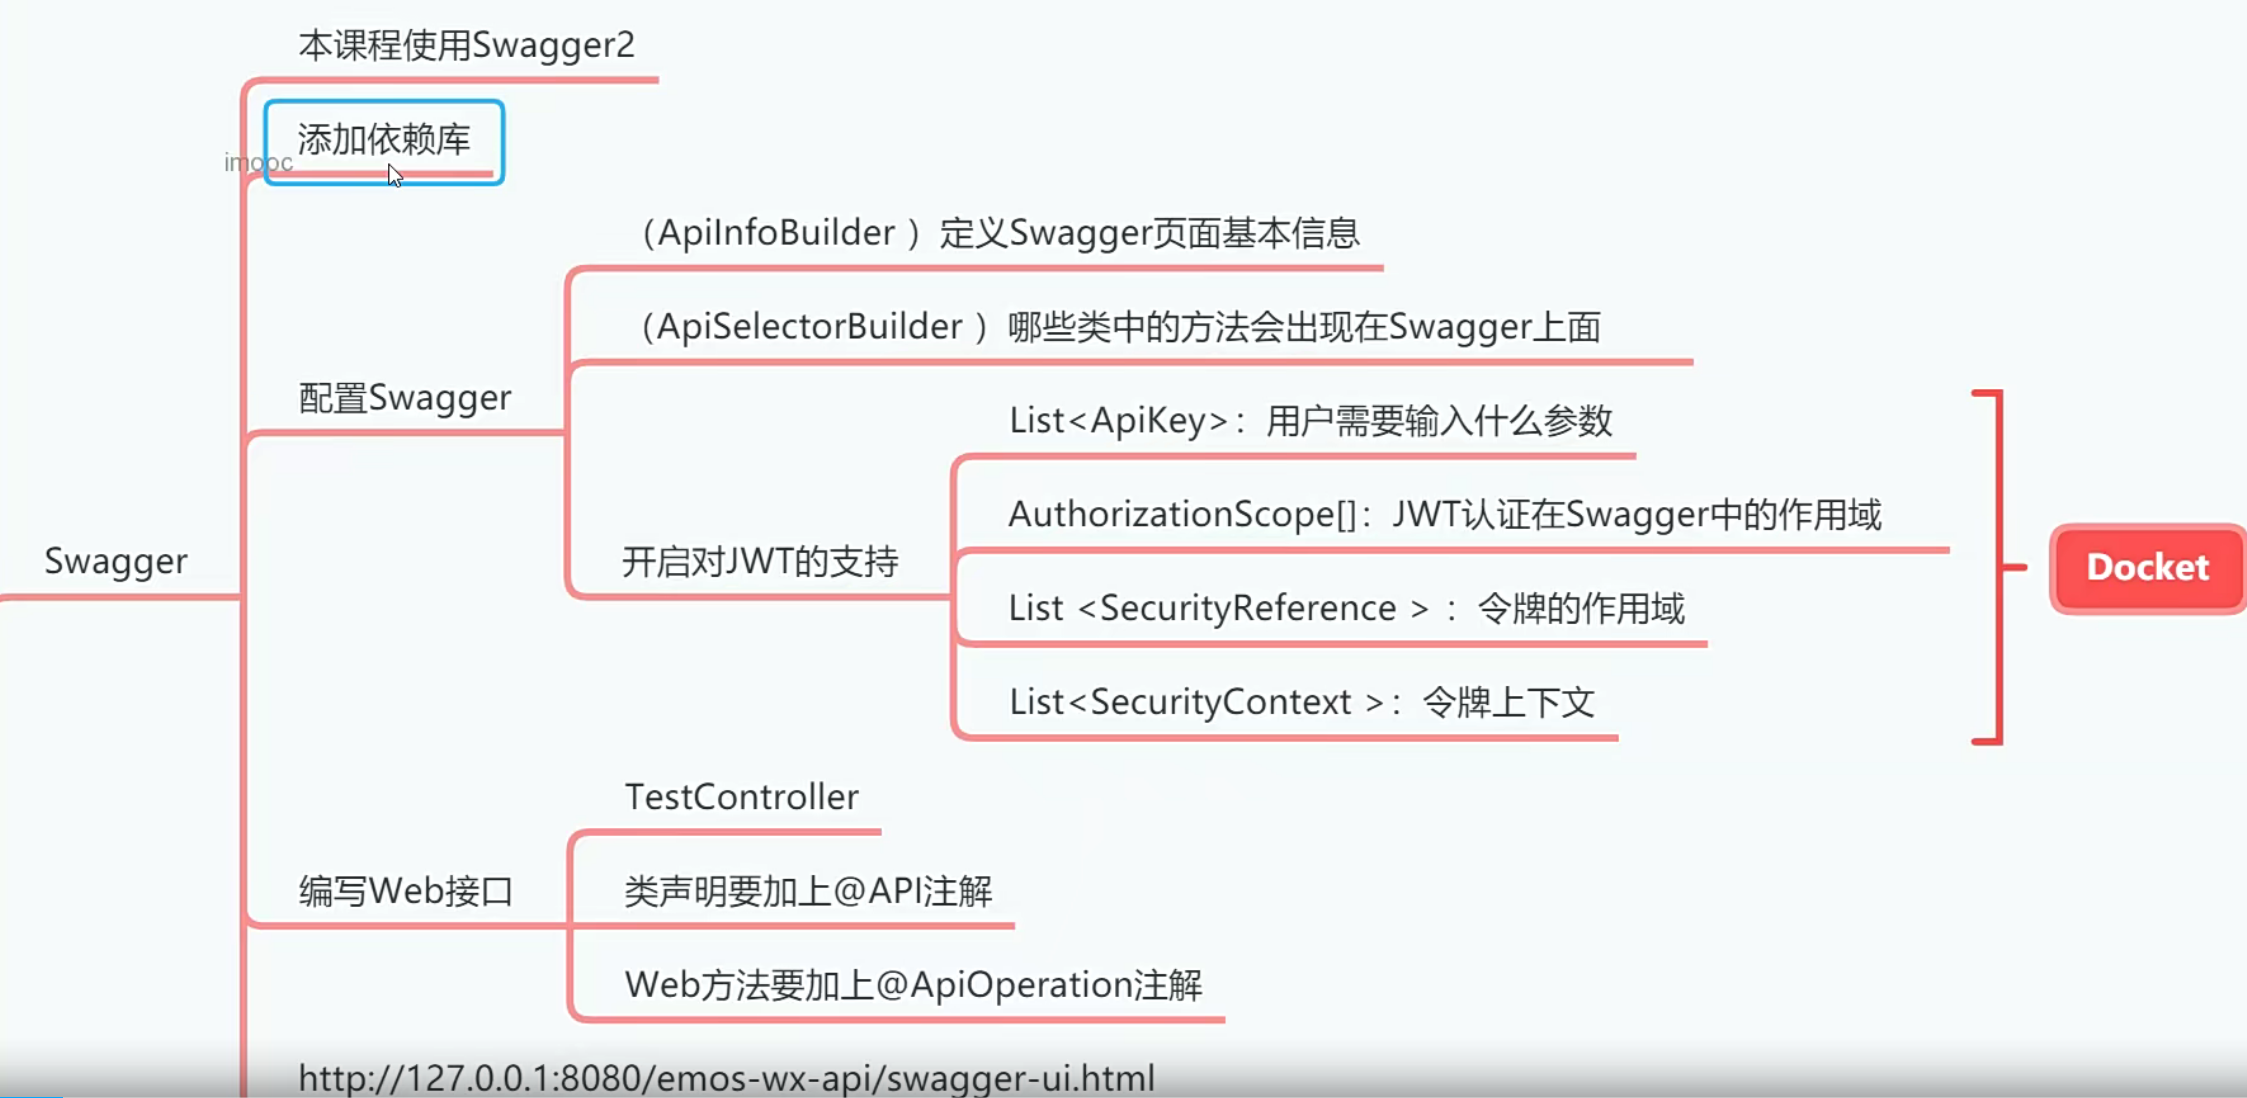 本课程使用Swagger2
添加依赖库
imooc
（ApiInfoBuilder ）定义Swagger页面基本信息
（ApiSelectorBuilder ）哪些类中的方法会出现在Swagger上面
配置Swagger
List<ApiKey>：用户需要输入什么参数
AuthorizationScope[]：JWT认证在Swagger中的作用域
Swagger
开启对JWT的支持
Docket
List <SecurityReference > ：令牌的作用域
List<SecurityContext >：令牌上下文
TestController
编写Web接口
类声明要加上@API注解
Web方法要加上@ApiOperation注解
http://127.0.0.1:8080/emos-wx-api/swagger-ui.html